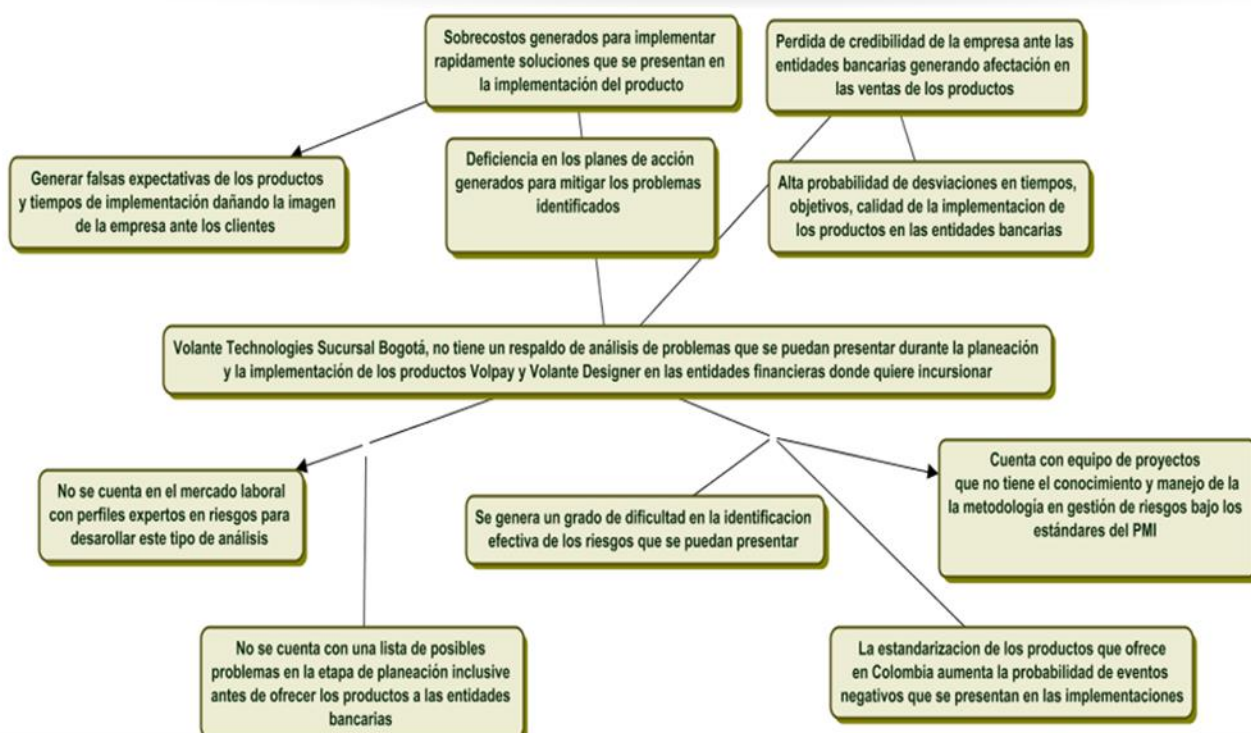 Sobrecostos generados para implementar
rapidamente soluciones que se presentan en
la implementación del producto
Perdida de credibilidad de la empresa ante las
entidades bancarias generando afectación en
las ventas de los productos
Generar falsas expectativas de los productos
y tiempos de implementación dañando la imagen
de la empresa ante los clientes
Deficiencia en los planes de acción
generados para mitigar los problemas
identificados
Alta probabilidad de desviaciones en tiempos,
objetivos, calidad de la implementacion de
los productos en las entidades bancarias
Volante Technologies Sucursal Bogotá, no tiene un respaldo de análisis de problemas que se puedan presentar durante la planeación
y la implementación de los productos Volpay y Volante Designer en las entidades financieras donde quiere incursionar
No se cuenta en el mercado laboral
con perfiles expertos en riesgos para
desarollar este tipo de análisis
Se genera un grado de dificultad en la identificacion
efectiva de los riesgos que se puedan presentar
Cuenta con equipo de proyectos
que no tiene el conocimiento y manejo de la
la metodología en gestión de riesgos bajo los
estándares del PMI
No se cuenta con una lista de posibles
problemas en la etapa de planeación inclusive
antes de ofrecer los productos a las entidades
bancarias
La estandarizacion de los productos que ofrece
en Colombia aumenta la probabilidad de eventos
negativos que se presentan en las implementaciones